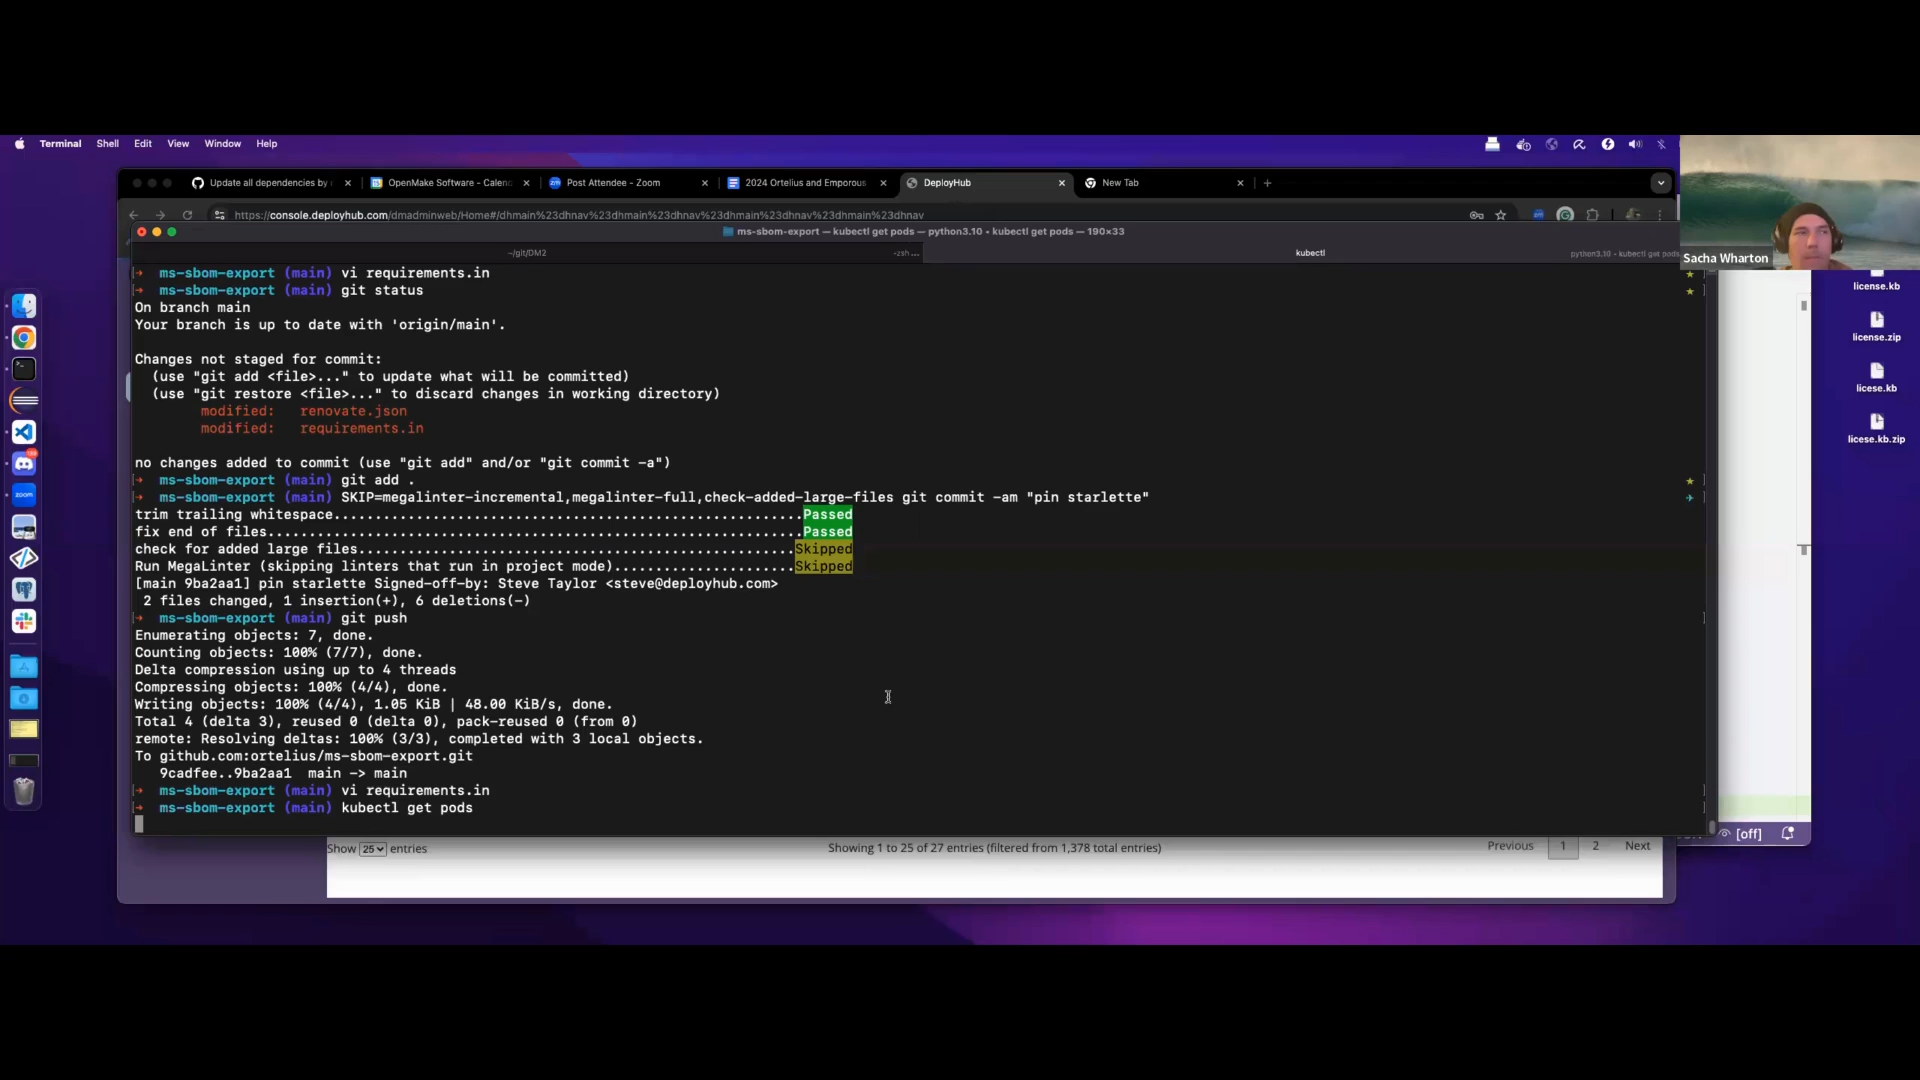 Terminal Shell Edit View Window Help
Update all dependencies by
OpenMake Software - Calend
Post Attendee - Zoom
2024 Ortelius and Emporous
DeployHub
New Tab
https://console.deployhub.com/dmadminweb/Home#/dhmain%23dhnav%23dhmain%23dhnav%23dhmain%23dhnav%23dhmain%23dhnav
ms-sbom-export — kubectl get pods — python3.10 • kubectl get pods — 190×33
~/git/DM2
-zsh ...
kubectl
python3.10 • kubectl get pods
ms-sbom-export (main) vi requirements.in
ms-sbom-export (main) git status
On branch main
Your branch is up to date with 'origin/main'.
Changes not staged for commit:
(use "git add <file>..." to update what will be committed)
(use "git restore <file>..." to discard changes in working directory)
modified: renovate.json
modified: requirements.in
no changes added to commit (use "git add" and/or "git commit -a")
ms-sbom-export (main) git add .
ms-sbom-export (main) SKIP=megalinter-incremental,megalinter-full,check-added-large-files git commit -am "pin starlette"
trim trailing whitespace.........................................................Passed
fix end of files.................................................................Passed
check for added large files.....................................................Skipped
Run MegaLinter (skipping linters that run in project mode)......................Skipped
[main 9ba2aa1] pin starlette Signed-off-by: Steve Taylor <steve@deployhub.com>
2 files changed, 1 insertion(+), 6 deletions(-)
ms-sbom-export (main) git push
Enumerating objects: 7, done.
Counting objects: 100% (7/7), done.
Delta compression using up to 4 threads
Compressing objects: 100% (4/4), done.
Writing objects: 100% (4/4), 1.05 KiB | 48.00 KiB/s, done.
Total 4 (delta 3), reused 0 (delta 0), pack-reused 0 (from 0)
remote: Resolving deltas: 100% (3/3), completed with 3 local objects.
To github.com:ortelius/ms-sbom-export.git
9cadfee..9ba2aa1 main -> main
ms-sbom-export (main) vi requirements.in
ms-sbom-export (main) kubectl get pods
Show 25 entries
Showing 1 to 25 of 27 entries (filtered from 1,378 total entries)
Previous 1 2 Next
[off]
Sacha Wharton
license.kb
license.zip
licese.kb
licese.kb.zip
zoom